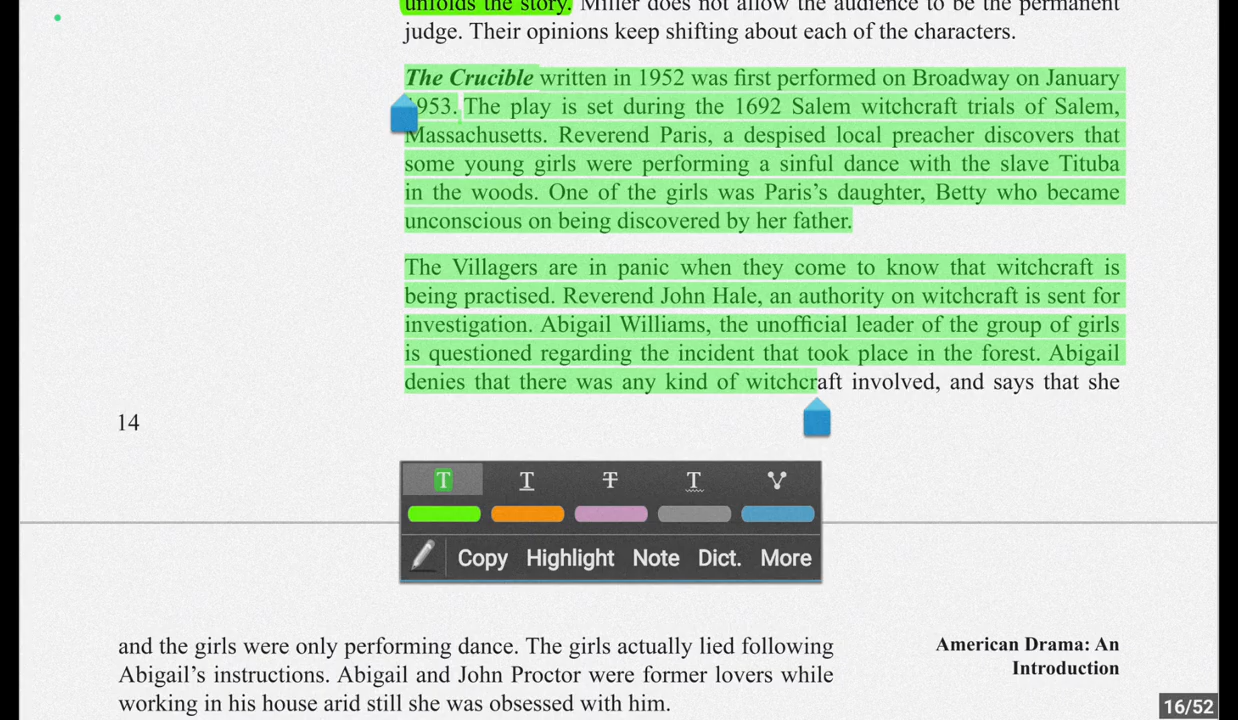 unfolds the story. Miller does not allow the audience to be the permanent
judge. Their opinions keep shifting about each of the characters.
The Crucible written in 1952 was first performed on Broadway on January
1953. The play is set during the 1692 Salem witchcraft trials of Salem,
Massachusetts. Reverend Paris, a despised local preacher discovers that
some young girls were performing a sinful dance with the slave Tituba
in the woods. One of the girls was Paris's daughter, Betty who became
unconscious on being discovered by her father.
The Villagers are in panic when they come to know that witchcraft is
being practised. Reverend John Hale, an authority on witchcraft is sent for
investigation. Abigail Williams, the unofficial leader of the group of girls
is questioned regarding the incident that took place in the forest. Abigail
denies that there was any kind of witchcraft involved, and says that she
14
T T T T
Copy Highlight Note Dict. More
and the girls were only performing dance. The girls actually lied following
Abigail's instructions. Abigail and John Proctor were former lovers while
working in his house arid still she was obsessed with him.
American Drama: An
Introduction
16/52